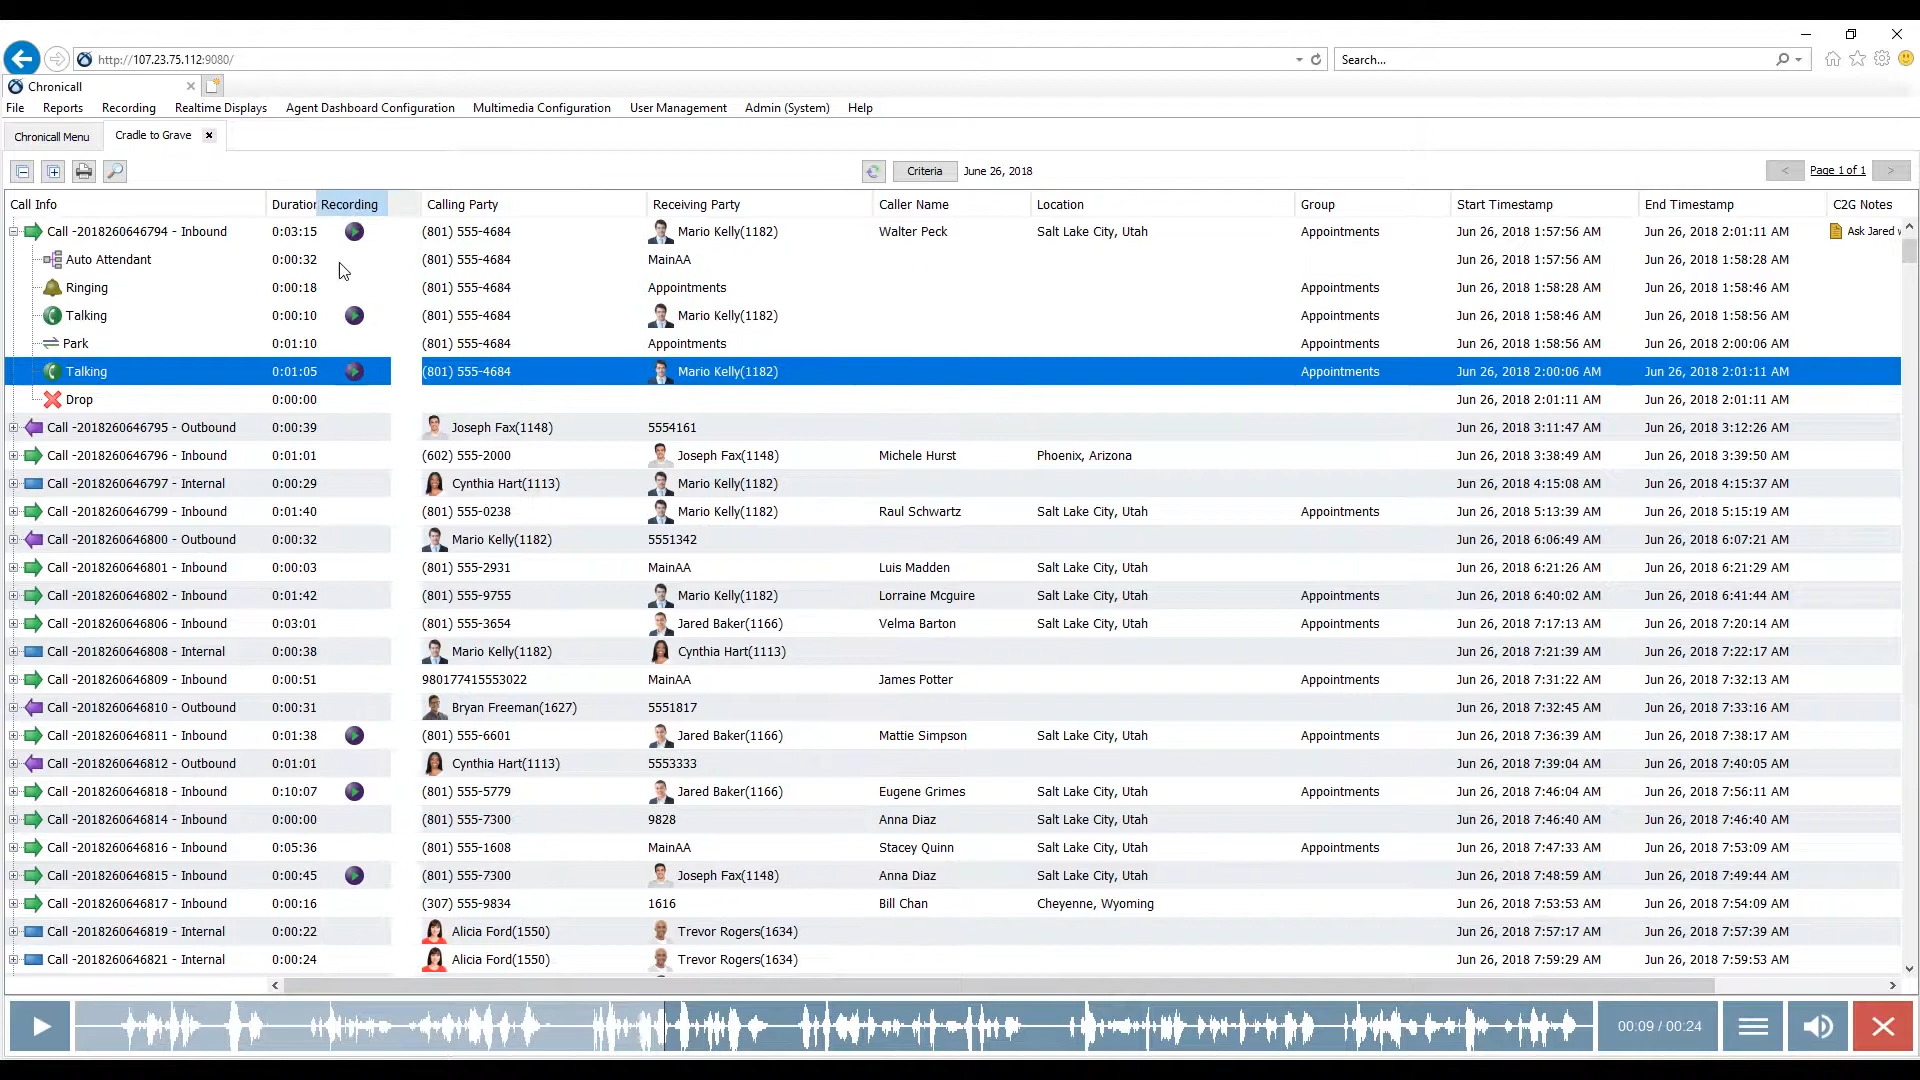 http://107.23.75.112:9080/ Search...
Chronicall
File Reports Recording Realtime Displays Agent Dashboard Configuration Multimedia Configuration User Management Admin (System) Help
Chronicall Menu Cradle to Grave
Criteria June 26, 2018 < Page 1 of 1 >
Call Info Duration Recording Calling Party Receiving Party Caller Name Location Group Start Timestamp End Timestamp C2G Notes
Call -2018260646794 - Inbound 0:03:15 (801) 555-4684 Mario Kelly(1182) Walter Peck Salt Lake City, Utah Appointments Jun 26, 2018 1:57:56 AM Jun 26, 2018 2:01:11 AM Ask Jared
Auto Attendant 0:00:32 (801) 555-4684 MainAA Jun 26, 2018 1:57:56 AM Jun 26, 2018 1:58:28 AM
Ringing 0:00:18 (801) 555-4684 Appointments Appointments Jun 26, 2018 1:58:28 AM Jun 26, 2018 1:58:46 AM
Talking 0:00:10 (801) 555-4684 Mario Kelly(1182) Appointments Jun 26, 2018 1:58:46 AM Jun 26, 2018 1:58:56 AM
Park 0:01:10 (801) 555-4684 Appointments Appointments Jun 26, 2018 1:58:56 AM Jun 26, 2018 2:00:06 AM
Talking 0:01:05 (801) 555-4684 Mario Kelly(1182) Appointments Jun 26, 2018 2:00:06 AM Jun 26, 2018 2:01:11 AM
Drop 0:00:00 Jun 26, 2018 2:01:11 AM Jun 26, 2018 2:01:11 AM
Call -2018260646795 - Outbound 0:00:39 Joseph Fax(1148) 5554161 Jun 26, 2018 3:11:47 AM Jun 26, 2018 3:12:26 AM
Call -2018260646796 - Inbound 0:01:01 (602) 555-2000 Joseph Fax(1148) Michele Hurst Phoenix, Arizona Jun 26, 2018 3:38:49 AM Jun 26, 2018 3:39:50 AM
Call -2018260646797 - Internal 0:00:29 Cynthia Hart(1113) Mario Kelly(1182) Jun 26, 2018 4:15:08 AM Jun 26, 2018 4:15:37 AM
Call -2018260646799 - Inbound 0:01:40 (801) 555-0238 Mario Kelly(1182) Raul Schwartz Salt Lake City, Utah Appointments Jun 26, 2018 5:13:39 AM Jun 26, 2018 5:15:19 AM
Call -2018260646800 - Outbound 0:00:32 Mario Kelly(1182) 5551342 Jun 26, 2018 6:06:49 AM Jun 26, 2018 6:07:21 AM
Call -2018260646801 - Inbound 0:00:03 (801) 555-2931 MainAA Luis Madden Salt Lake City, Utah Jun 26, 2018 6:21:26 AM Jun 26, 2018 6:21:29 AM
Call -2018260646802 - Inbound 0:01:42 (801) 555-9755 Mario Kelly(1182) Lorraine Mcguire Salt Lake City, Utah Appointments Jun 26, 2018 6:40:02 AM Jun 26, 2018 6:41:44 AM
Call -2018260646806 - Inbound 0:03:01 (801) 555-3654 Jared Baker(1166) Velma Barton Salt Lake City, Utah Appointments Jun 26, 2018 7:17:13 AM Jun 26, 2018 7:20:14 AM
Call -2018260646808 - Internal 0:00:38 Mario Kelly(1182) Cynthia Hart(1113) Jun 26, 2018 7:21:39 AM Jun 26, 2018 7:22:17 AM
Call -2018260646809 - Inbound 0:00:51 980177415553022 MainAA James Potter Appointments Jun 26, 2018 7:31:22 AM Jun 26, 2018 7:32:13 AM
Call -2018260646810 - Outbound 0:00:31 Bryan Freeman(1627) 5551817 Jun 26, 2018 7:32:45 AM Jun 26, 2018 7:33:16 AM
Call -2018260646811 - Inbound 0:01:38 (801) 555-6601 Jared Baker(1166) Mattie Simpson Salt Lake City, Utah Appointments Jun 26, 2018 7:36:39 AM Jun 26, 2018 7:38:17 AM
Call -2018260646812 - Outbound 0:01:01 Cynthia Hart(1113) 5553333 Jun 26, 2018 7:39:04 AM Jun 26, 2018 7:40:05 AM
Call -2018260646818 - Inbound 0:10:07 (801) 555-5779 Jared Baker(1166) Eugene Grimes Salt Lake City, Utah Appointments Jun 26, 2018 7:46:04 AM Jun 26, 2018 7:56:11 AM
Call -2018260646814 - Inbound 0:00:00 (801) 555-7300 9828 Anna Diaz Salt Lake City, Utah Jun 26, 2018 7:46:40 AM Jun 26, 2018 7:46:40 AM
Call -2018260646816 - Inbound 0:05:36 (801) 555-1608 MainAA Stacey Quinn Salt Lake City, Utah Appointments Jun 26, 2018 7:47:33 AM Jun 26, 2018 7:53:09 AM
Call -2018260646815 - Inbound 0:00:45 (801) 555-7300 Joseph Fax(1148) Anna Diaz Salt Lake City, Utah Jun 26, 2018 7:48:59 AM Jun 26, 2018 7:49:44 AM
Call -2018260646817 - Inbound 0:00:16 (307) 555-9834 1616 Bill Chan Cheyenne, Wyoming Jun 26, 2018 7:53:53 AM Jun 26, 2018 7:54:09 AM
Call -2018260646819 - Internal 0:00:22 Alicia Ford(1550) Trevor Rogers(1634) Jun 26, 2018 7:57:17 AM Jun 26, 2018 7:57:39 AM
Call -2018260646821 - Internal 0:00:24 Alicia Ford(1550) Trevor Rogers(1634) Jun 26, 2018 7:59:29 AM Jun 26, 2018 7:59:53 AM
00:09 / 00:24